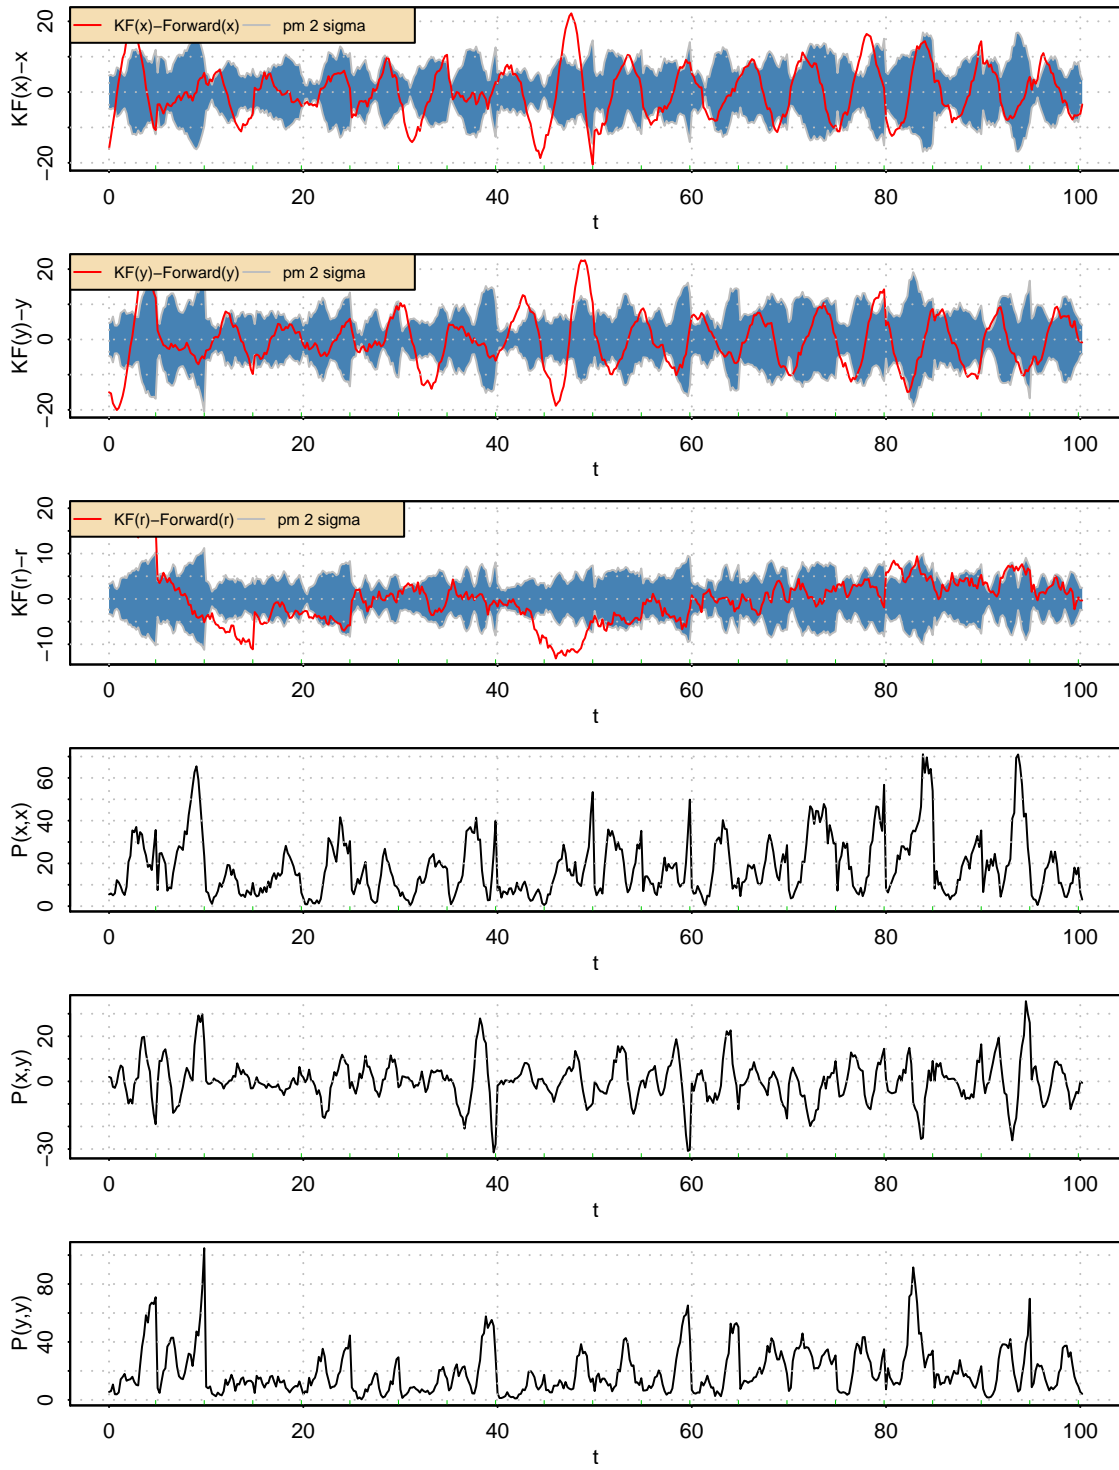 KF(x)−Forward(x) pm 2 sigma
KF(x)−x
20
0
−20
0 20 40 60 80 100
t
KF(y)−Forward(y) pm 2 sigma
KF(y)−y
20
0
−20
0 20 40 60 80 100
t
KF(r)−Forward(r) pm 2 sigma
KF(r)−r
20
10
0
−10
0 20 40 60 80 100
t
P(x,x)
60
40
20
0
0 20 40 60 80 100
t
P(x,y)
20
0
−30
0 20 40 60 80 100
t
P(y,y)
80
40
0
0 20 40 60 80 100
t